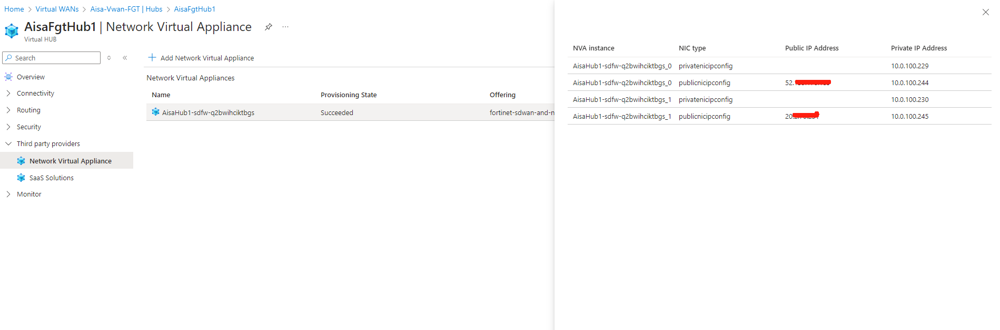 Home > Virtual WANs > Aisa-Vwan-FGT | Hubs > AisaFgtHub1
AisaFgtHub1 | Network Virtual Appliance
Virtual HUB
Search
Overview
Connectivity
Routing
Security
Third party providers
Network Virtual Appliance
SaaS Solutions
Monitor
Add Network Virtual Appliance
Network Virtual Appliances
Name Provisioning State Offering
AisaHub1-sdfw-q2bwihciktbgs Succeeded fortinet-sdwan-and-n
NVA instance NIC type Public IP Address Private IP Address
AisaHub1-sdfw-q2bwihciktbgs_0 privatenicipconfig 10.0.100.229
AisaHub1-sdfw-q2bwihciktbgs_0 publicnicipconfig 52. 10.0.100.244
AisaHub1-sdfw-q2bwihciktbgs_1 privatenicipconfig 10.0.100.230
AisaHub1-sdfw-q2bwihciktbgs_1 publicnicipconfig 20. 10.0.100.245